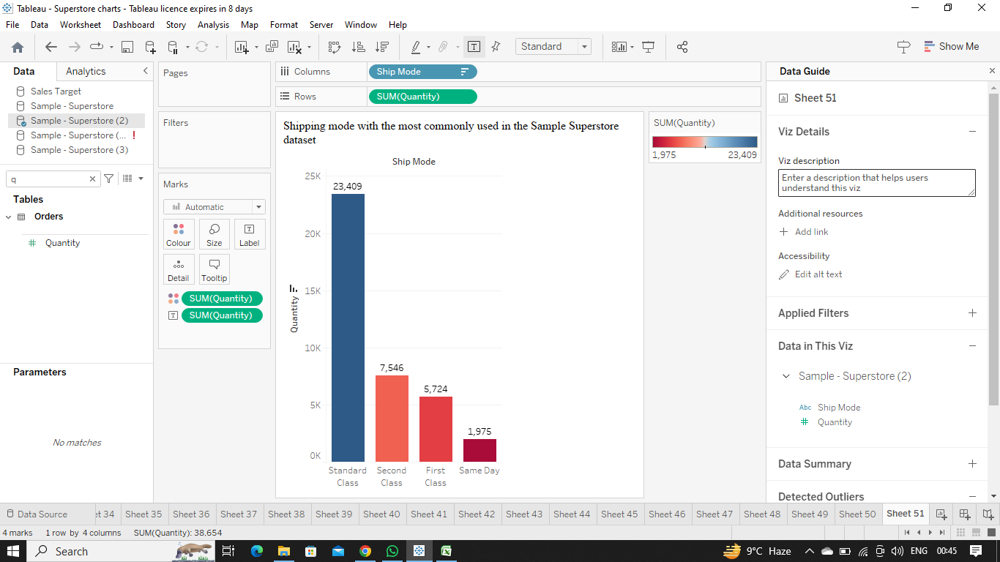 Tableau - Superstore charts - Tableau licence expires in 8 days
File Data Worksheet Dashboard Story Analysis Map Format Server Window Help
Standard
Show Me
Data Analytics
Sales Target
Sample - Superstore
Sample - Superstore (2)
Sample - Superstore (... !
Sample - Superstore (3)
q
Tables
Orders
Quantity
Parameters
No matches
Pages
Filters
Marks
Automatic
Colour Size Label
Detail Tooltip
SUM(Quantity)
SUM(Quantity)
Columns Ship Mode
Rows SUM(Quantity)
Shipping mode with the most commonly used in the Sample Superstore
dataset
Ship Mode
Quantity
25K
20K
15K
10K
5K
0K
23,409
7,546
5,724
1,975
Standard Class
Second Class
First Class
Same Day
SUM(Quantity)
1,975 23,409
Data Guide
Sheet 51
Viz Details
Viz description
Enter a description that helps users
understand this viz
Additional resources
Add link
Accessibility
Edit alt text
Applied Filters
Data in This Viz
Sample - Superstore (2)
Abc Ship Mode
Quantity
Data Summary
Detected Outliers
Data Source et 34 Sheet 35 Sheet 36 Sheet 37 Sheet 38 Sheet 39 Sheet 40 Sheet 41 Sheet 42 Sheet 43 Sheet 44 Sheet 45 Sheet 46 Sheet 47 Sheet 48 Sheet 49 Sheet 50 Sheet 51
4 marks 1 row by 4 columns SUM(Quantity): 38,654
Search 9°C Haze ENG 00:45